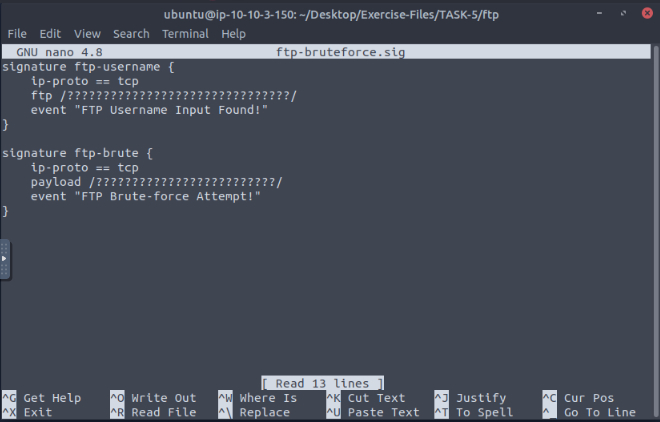 ubuntu@ip-10-10-3-150: ~/Desktop/Exercise-Files/TASK-5/ftp
File Edit View Search Terminal Help
GNU nano 4.8 ftp-bruteforce.sig
signature ftp-username {
    ip-proto == tcp
    ftp /???????????????????????????????/
    event "FTP Username Input Found!"
}

signature ftp-brute {
    ip-proto == tcp
    payload /?????????????????????????/
    event "FTP Brute-force Attempt!"
}
[ Read 13 lines ]
^G Get Help ^O Write Out ^W Where Is ^K Cut Text ^J Justify ^C Cur Pos
^X Exit ^R Read File ^\ Replace ^U Paste Text ^T To Spell ^_ Go To Line